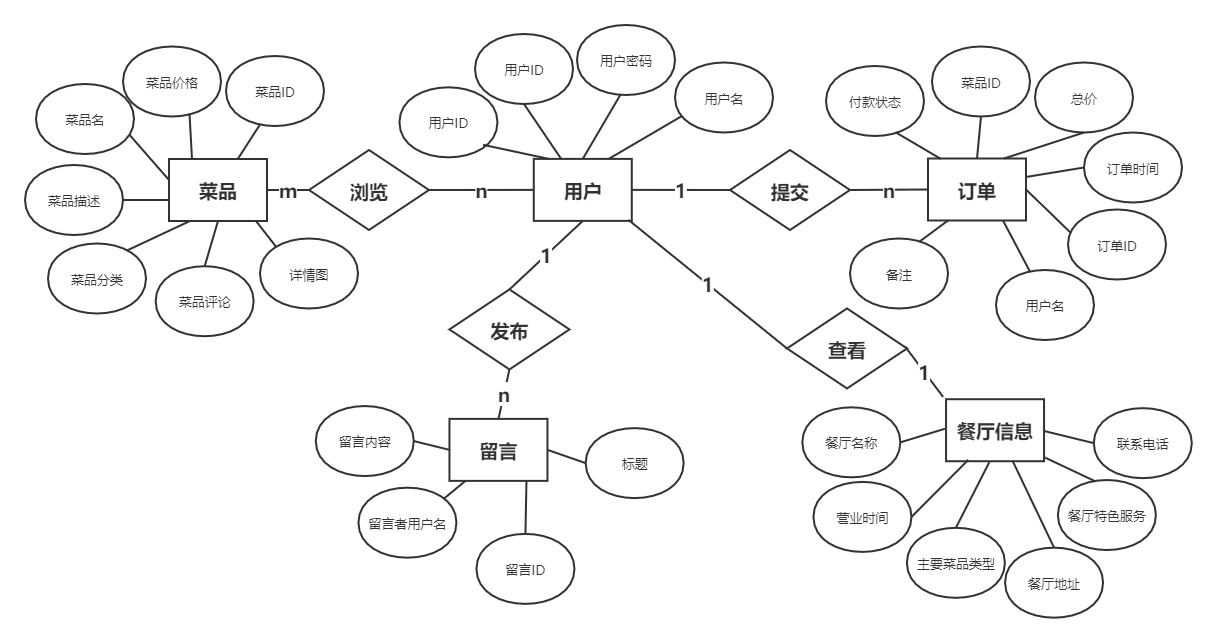 菜品价格
菜品ID
菜品名
菜品描述
菜品分类
菜品评论
详情图
菜品
m
浏览
n
用户ID
用户ID
用户密码
用户名
用户
1
提交
n
付款状态
菜品ID
总价
订单时间
订单ID
用户名
备注
订单
1
发布
n
留言内容
留言
标题
留言者用户名
留言ID
1
查看
1
餐厅名称
餐厅信息
联系电话
营业时间
餐厅特色服务
主要菜品类型
餐厅地址